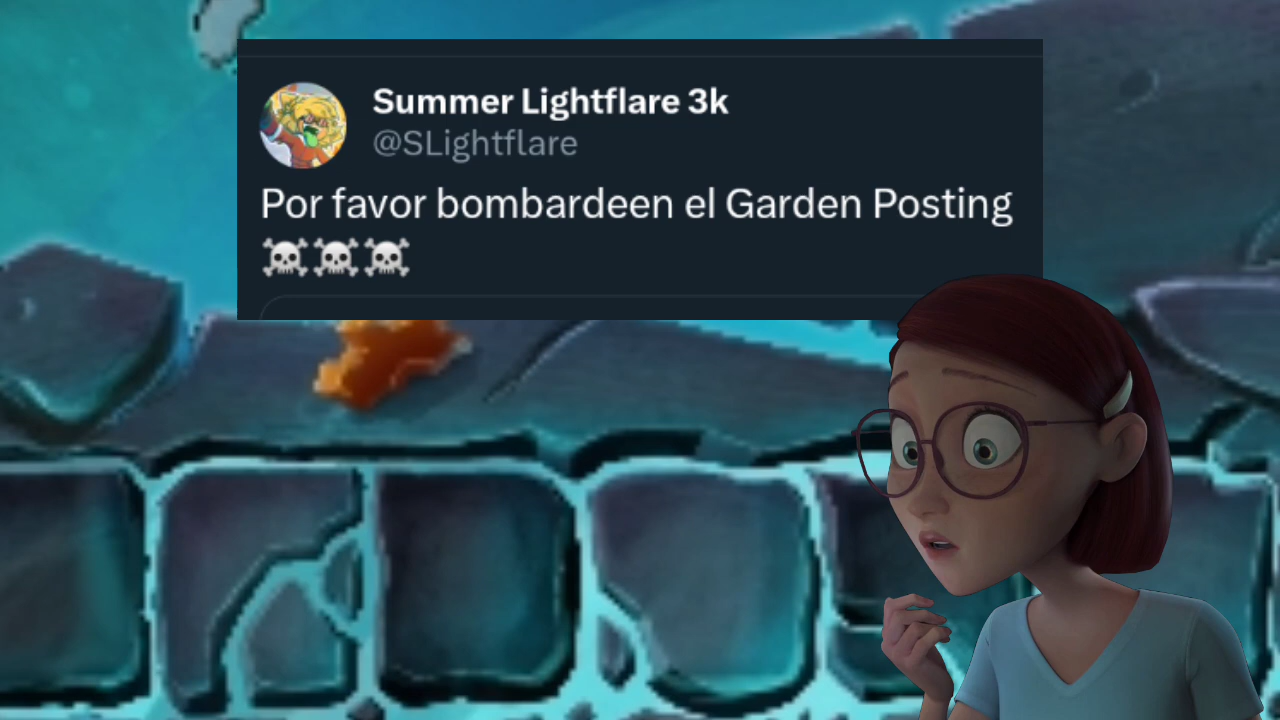 Summer Lightflare 3k
@SLightflare
Por favor bombardeen el Garden Posting
☠️☠️☠️